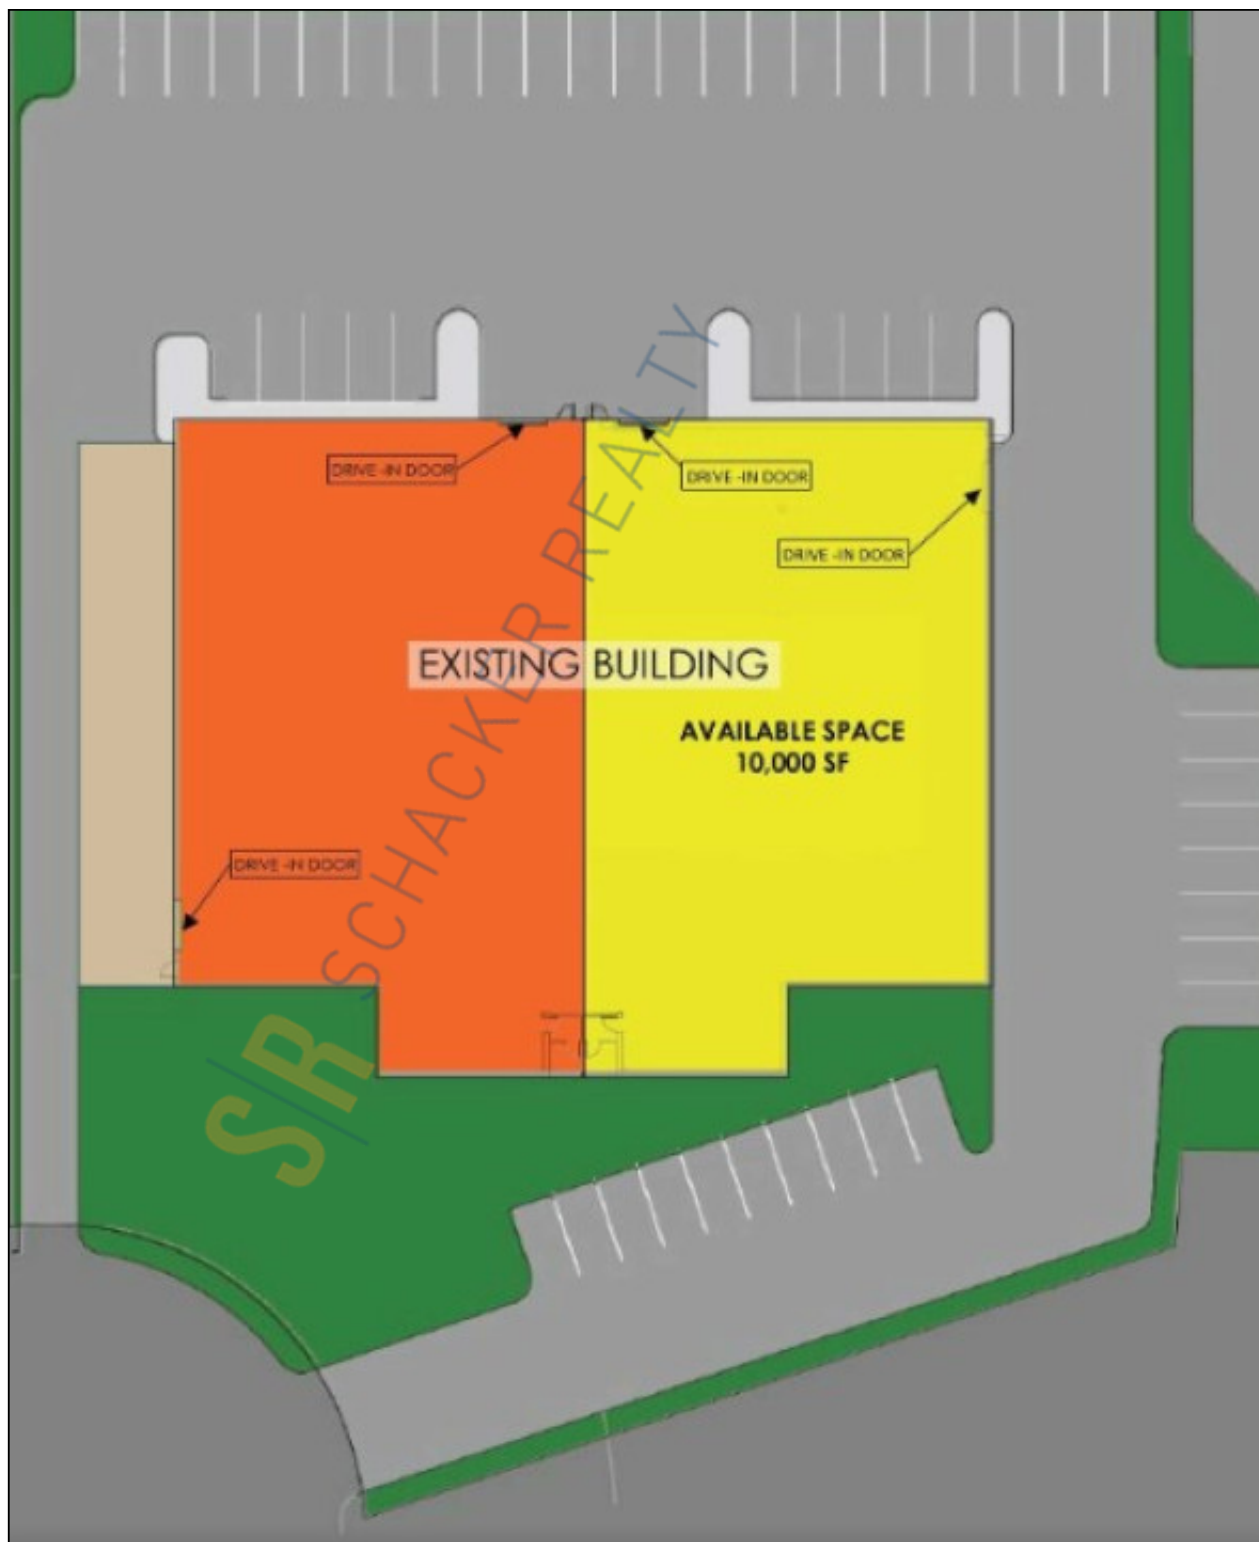 DRIVE -IN DOOR
DRIVE -IN DOOR
DRIVE -IN DOOR
EXISTING BUILDING
AVAILABLE SPACE
10,000 SF
DRIVE -IN DOOR
S|R SCHACKER REALTY